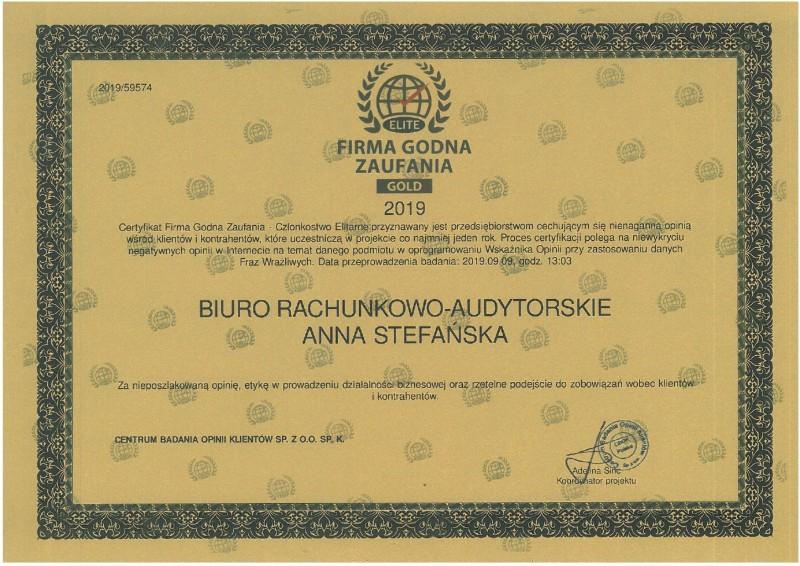 2019/59574
ELITE
FIRMA GODNA
ZAUFANIA
GOLD
2019
Certyfikat Firma Godna Zaufania - Członkostwo Elitarne przyznawany jest przedsiębiorstwom cechującym się nienaganną opinią
wśród klientów i kontrahentów, które uczestniczą w projekcie co najmniej jeden rok. Proces certyfikacji polega na niewykryciu
negatywnych opinii w Internecie na temat danego podmiotu w oprogramowaniu Wskaźnika Opinii przy zastosowaniu danych
Fraz Wrażliwych. Data przeprowadzenia badania: 2019.09.09, godz. 13:03
BIURO RACHUNKOWO-AUDYTORSKIE
ANNA STEFAŃSKA
Za nieposzlakowaną opinię, etykę w prowadzeniu działalności biznesowej oraz rzetelne podejście do zobowiązań wobec klientów
i kontrahentów.
CENTRUM BADANIA OPINII KLIENTÓW SP. Z O.O. SP. K.
Adelina Siric
Koordynator projektu